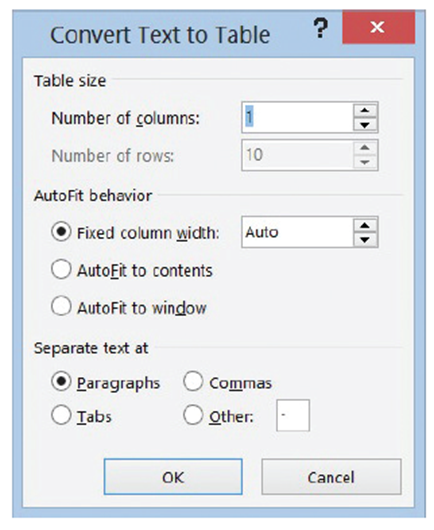 Convert Text to Table ?
Table size
Number of columns: 1
Number of rows: 10
AutoFit behavior
Fixed column width: Auto
AutoFit to contents
AutoFit to window
Separate text at
Paragraphs Commas
Tabs Other: -
OK Cancel